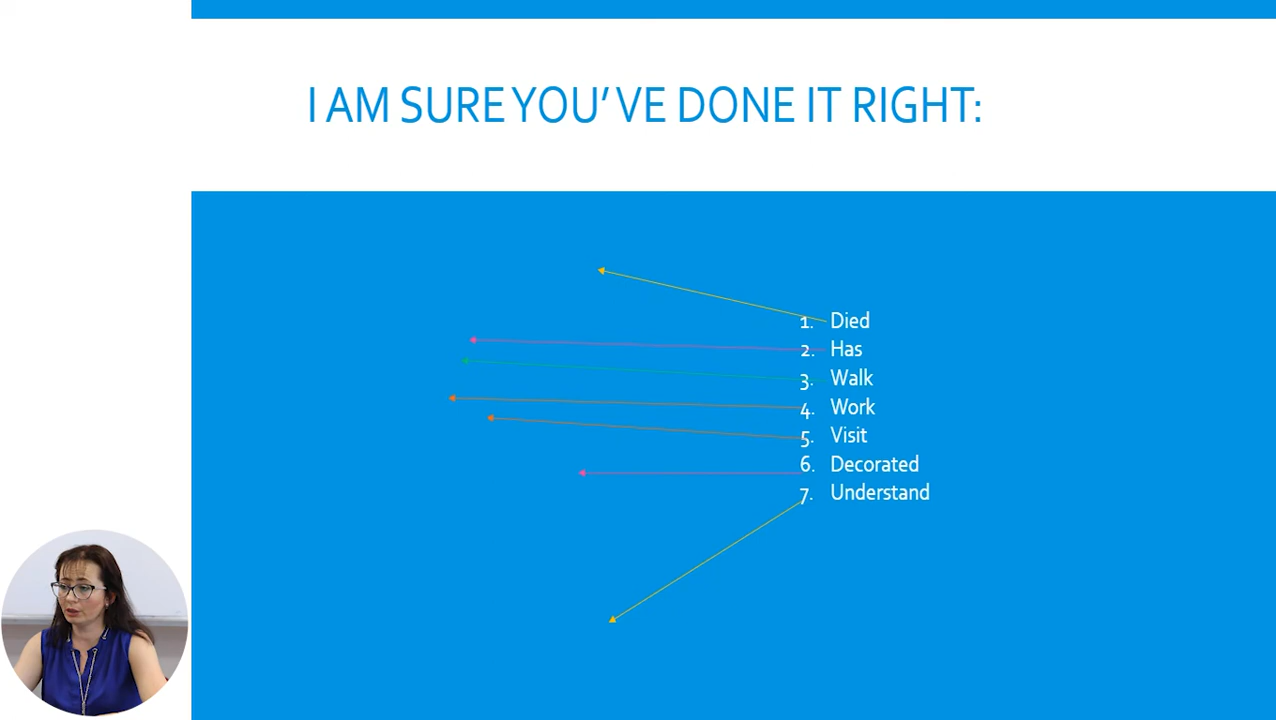 I AM SURE YOU’ VE DONE IT RIGHT:
1. Died
2. Has
3. Walk
4. Work
5. Visit
6. Decorated
7. Understand